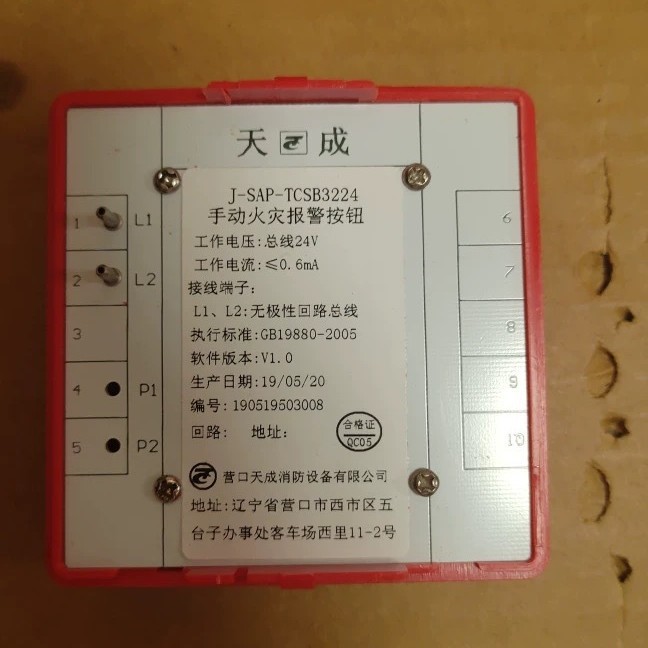 天 成
J-SAP-TCSB3224
手动火灾报警按钮
工作电压:总线24V
工作电流:≤0.6mA
接线端子:
L1、L2:无极性回路总线
执行标准:GB19880-2005
软件版本:V1.0
生产日期:19/05/20
编号:190519503008
回路: 地址:
合格证
QC05
营口天成消防设备有限公司
地址:辽宁省营口市西市区五
台子办事处客车场西里11-2号
1 L1
2 L2
3
4 P1
5 P2
6
7
8
9
10